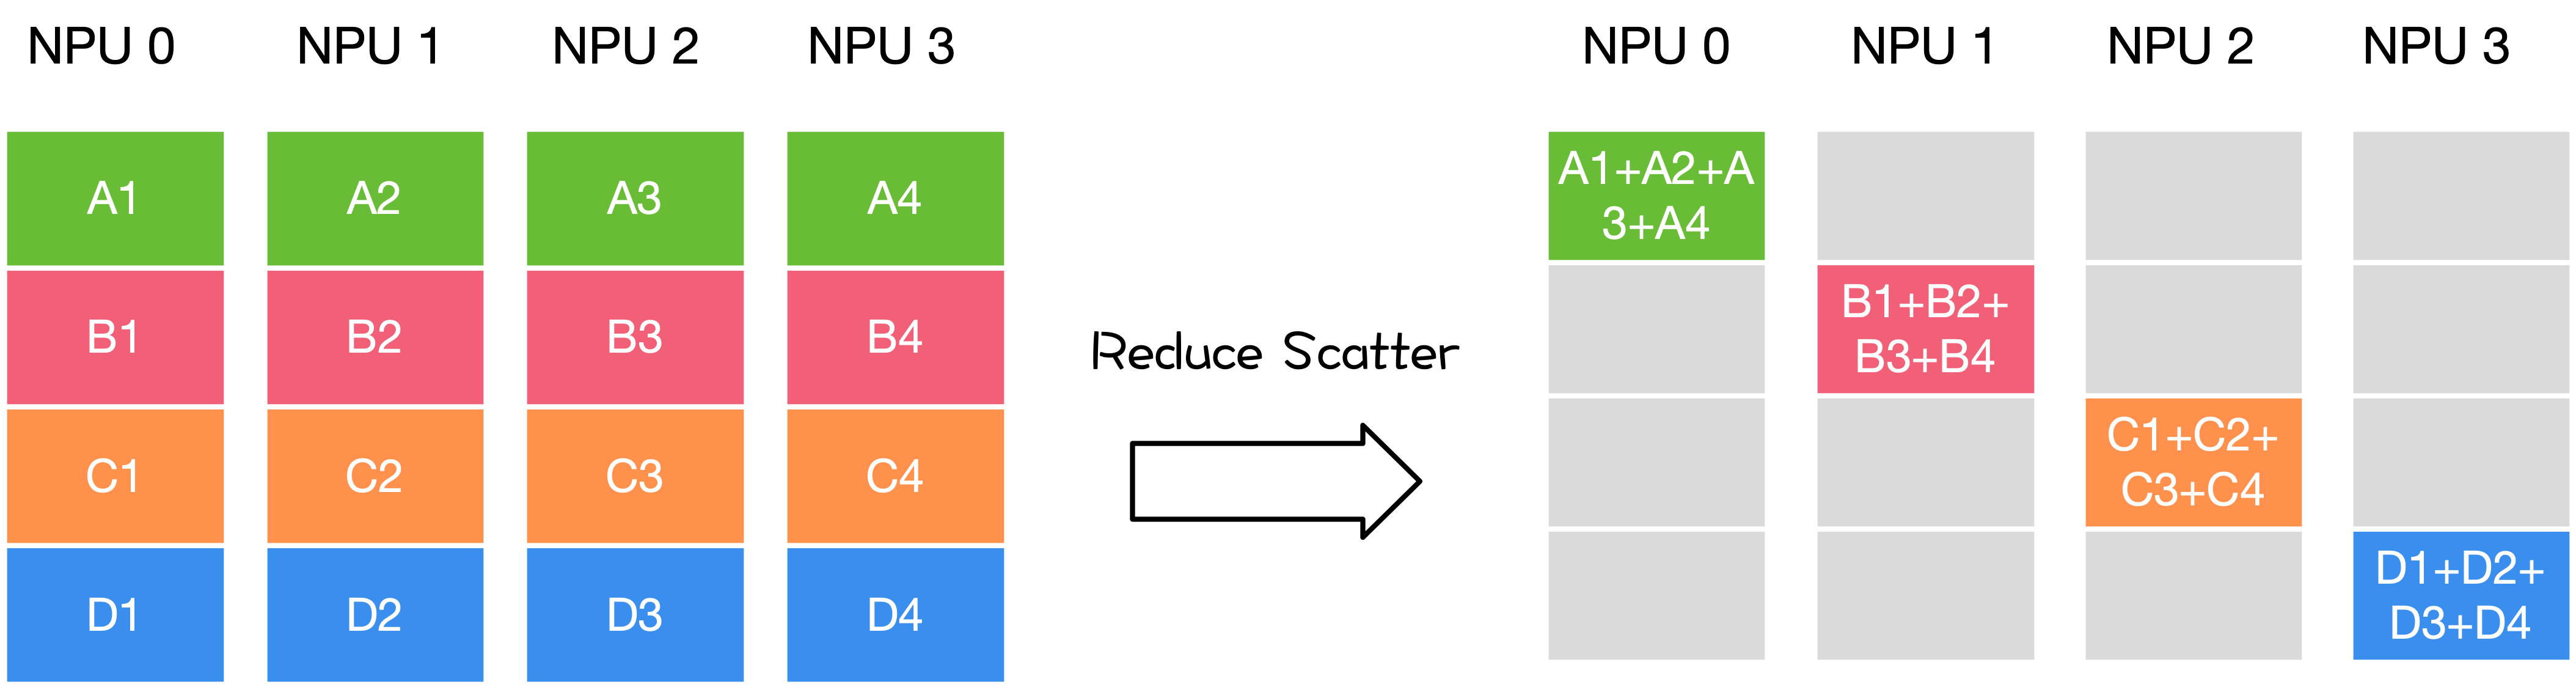 NPU 0 NPU 1 NPU 2 NPU 3 NPU 0 NPU 1 NPU 2 NPU 3
A1 A2 A3 A4
A1+A2+A
3+A4
B1 B2 B3 B4
B1+B2+
B3+B4
Reduce Scatter
C1 C2 C3 C4
C1+C2+
C3+C4
D1 D2 D3 D4
D1+D2+
D3+D4